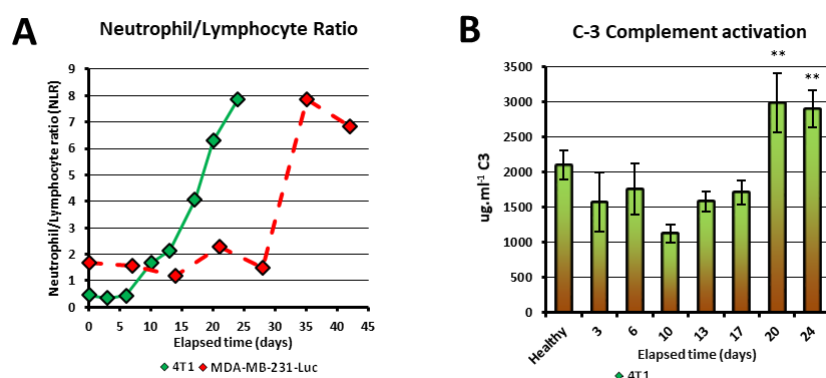 A
Neutrophil/Lymphocyte Ratio
Neutrophil/Lymphocyte ratio (NLR)
9
8
7
6
5
4
3
2
1
0
0 5 10 15 20 25 30 35 40 45
Elapsed time (days)
4T1 MDA-MB-231-Luc
B
C-3 Complement activation
** **
ug.ml-1 C3
3500
3000
2500
2000
1500
1000
500
0
Healthy 3 6 10 13 17 20 24
Elapsed time (days)
4T1